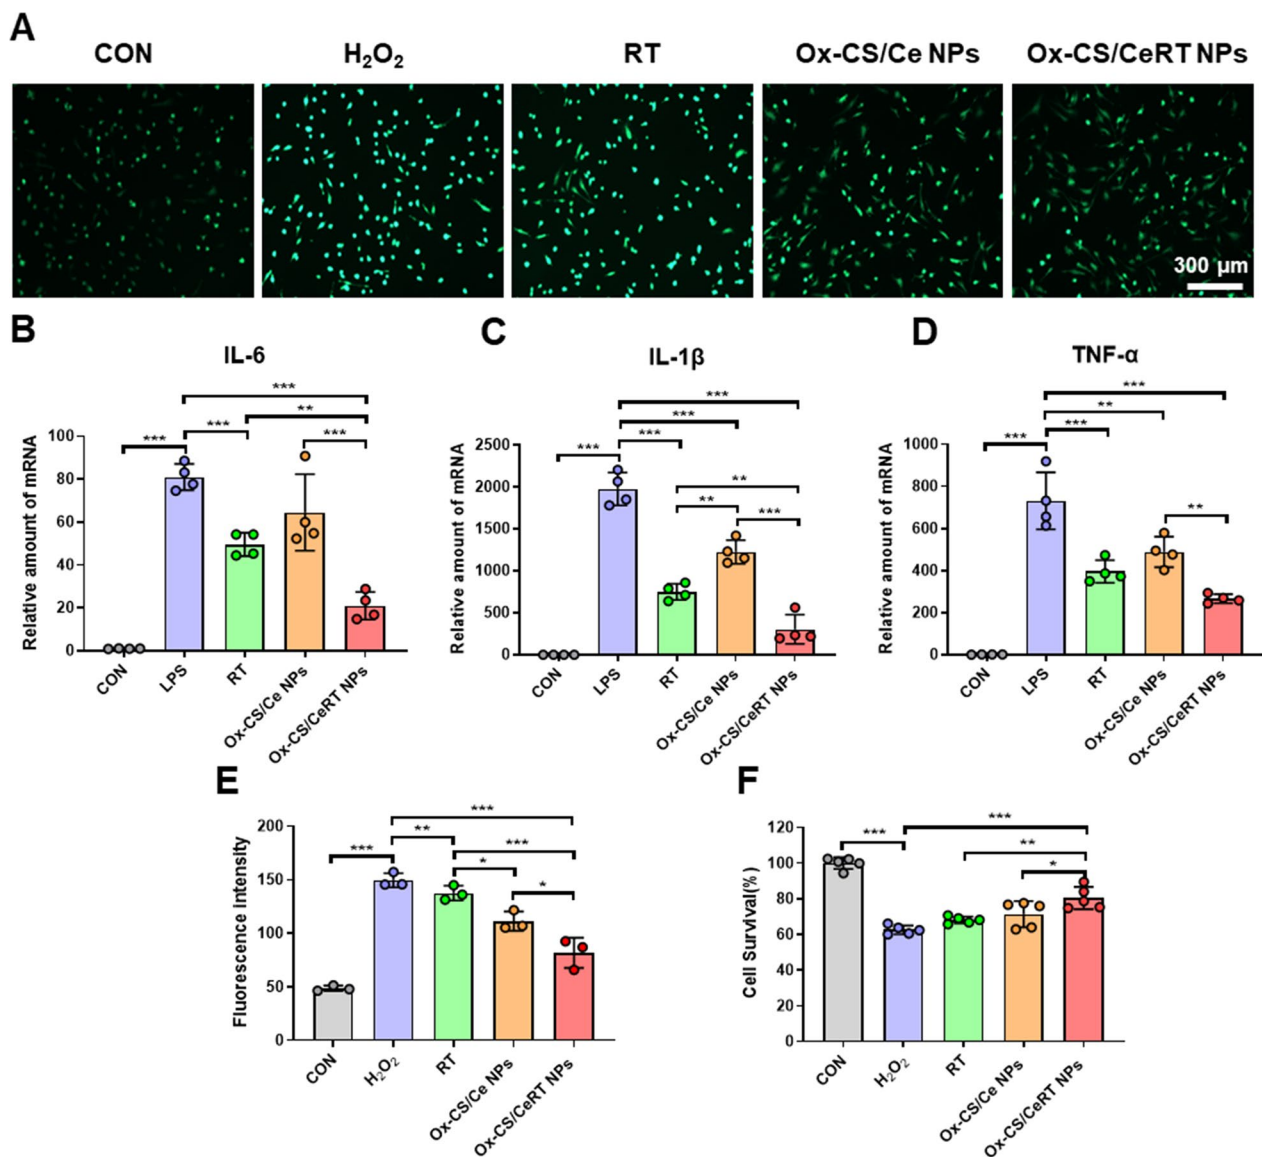 A
CON
H₂O₂
RT
Ox-CS/Ce NPs
Ox-CS/CeRT NPs
300 µm
B
IL-6
***
**
***
***
***
Relative amount of mRNA
100
80
60
40
20
0
CON
LPS
RT
Ox-CS/Ce NPs
Ox-CS/CeRT NPs
C
IL-1β
***
***
***
***
**
**
***
Relative amount of mRNA
2500
2000
1500
1000
500
0
CON
LPS
RT
Ox-CS/Ce NPs
Ox-CS/CeRT NPs
D
TNF-α
***
**
***
***
**
Relative amount of mRNA
1000
800
600
400
200
0
CON
LPS
RT
Ox-CS/Ce NPs
Ox-CS/CeRT NPs
E
***
**
***
***
*
*
Fluorescence intensity
200
150
100
50
0
CON
H₂O₂
RT
Ox-CS/Ce NPs
Ox-CS/CeRT NPs
F
***
***
**
*
Cell Survival(%)
120
100
80
60
40
20
0
CON
H₂O₂
RT
Ox-CS/Ce NPs
Ox-CS/CeRT NPs